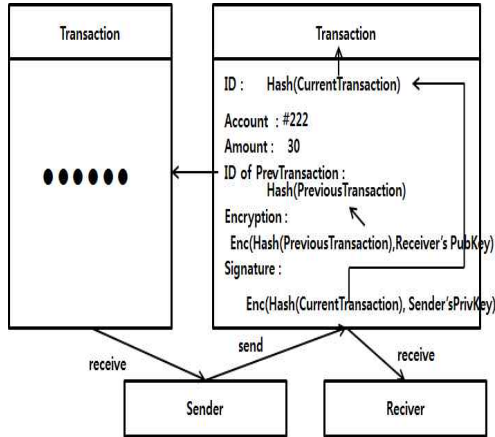 Transaction
Transaction
ID : Hash(CurrentTransaction)
Account : #222
Amount : 30
ID of PrevTransaction :
Hash(PreviousTransaction)
Encryption :
Enc(Hash(PreviousTransaction),Receiver's PubKey)
Signature :
Enc(Hash(CurrentTransaction), Sender'sPrivKey)
receive
send
receive
Sender
Reciver